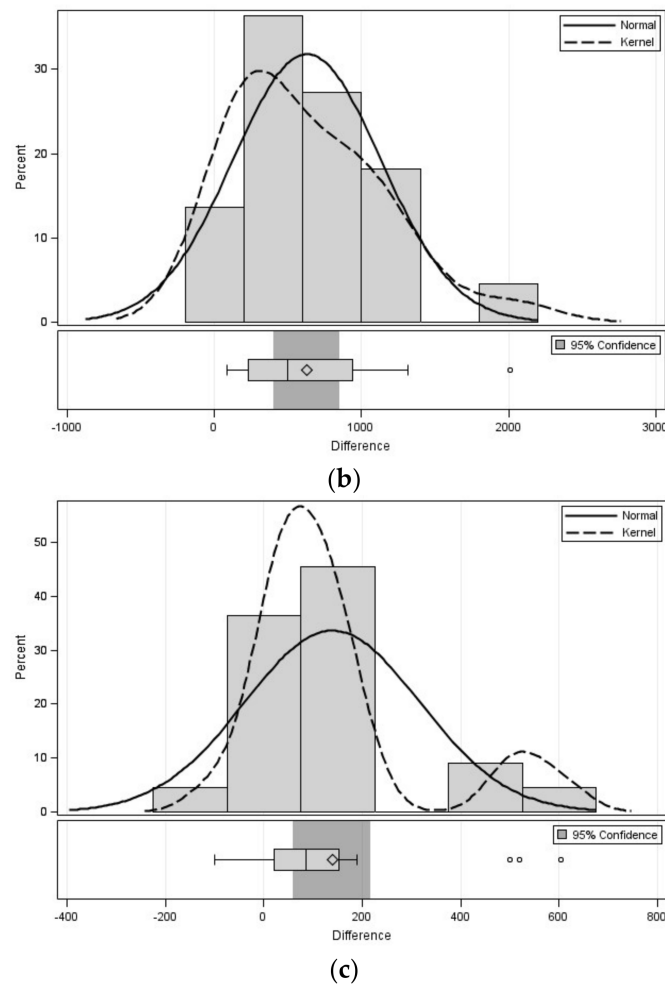 Normal
Kernel
30
20
10
0
Percent
95% Confidence
-1000
0
1000
2000
3000
Difference
(b)
Normal
Kernel
50
40
30
20
10
0
Percent
95% Confidence
-400
-200
0
200
400
600
800
Difference
(c)